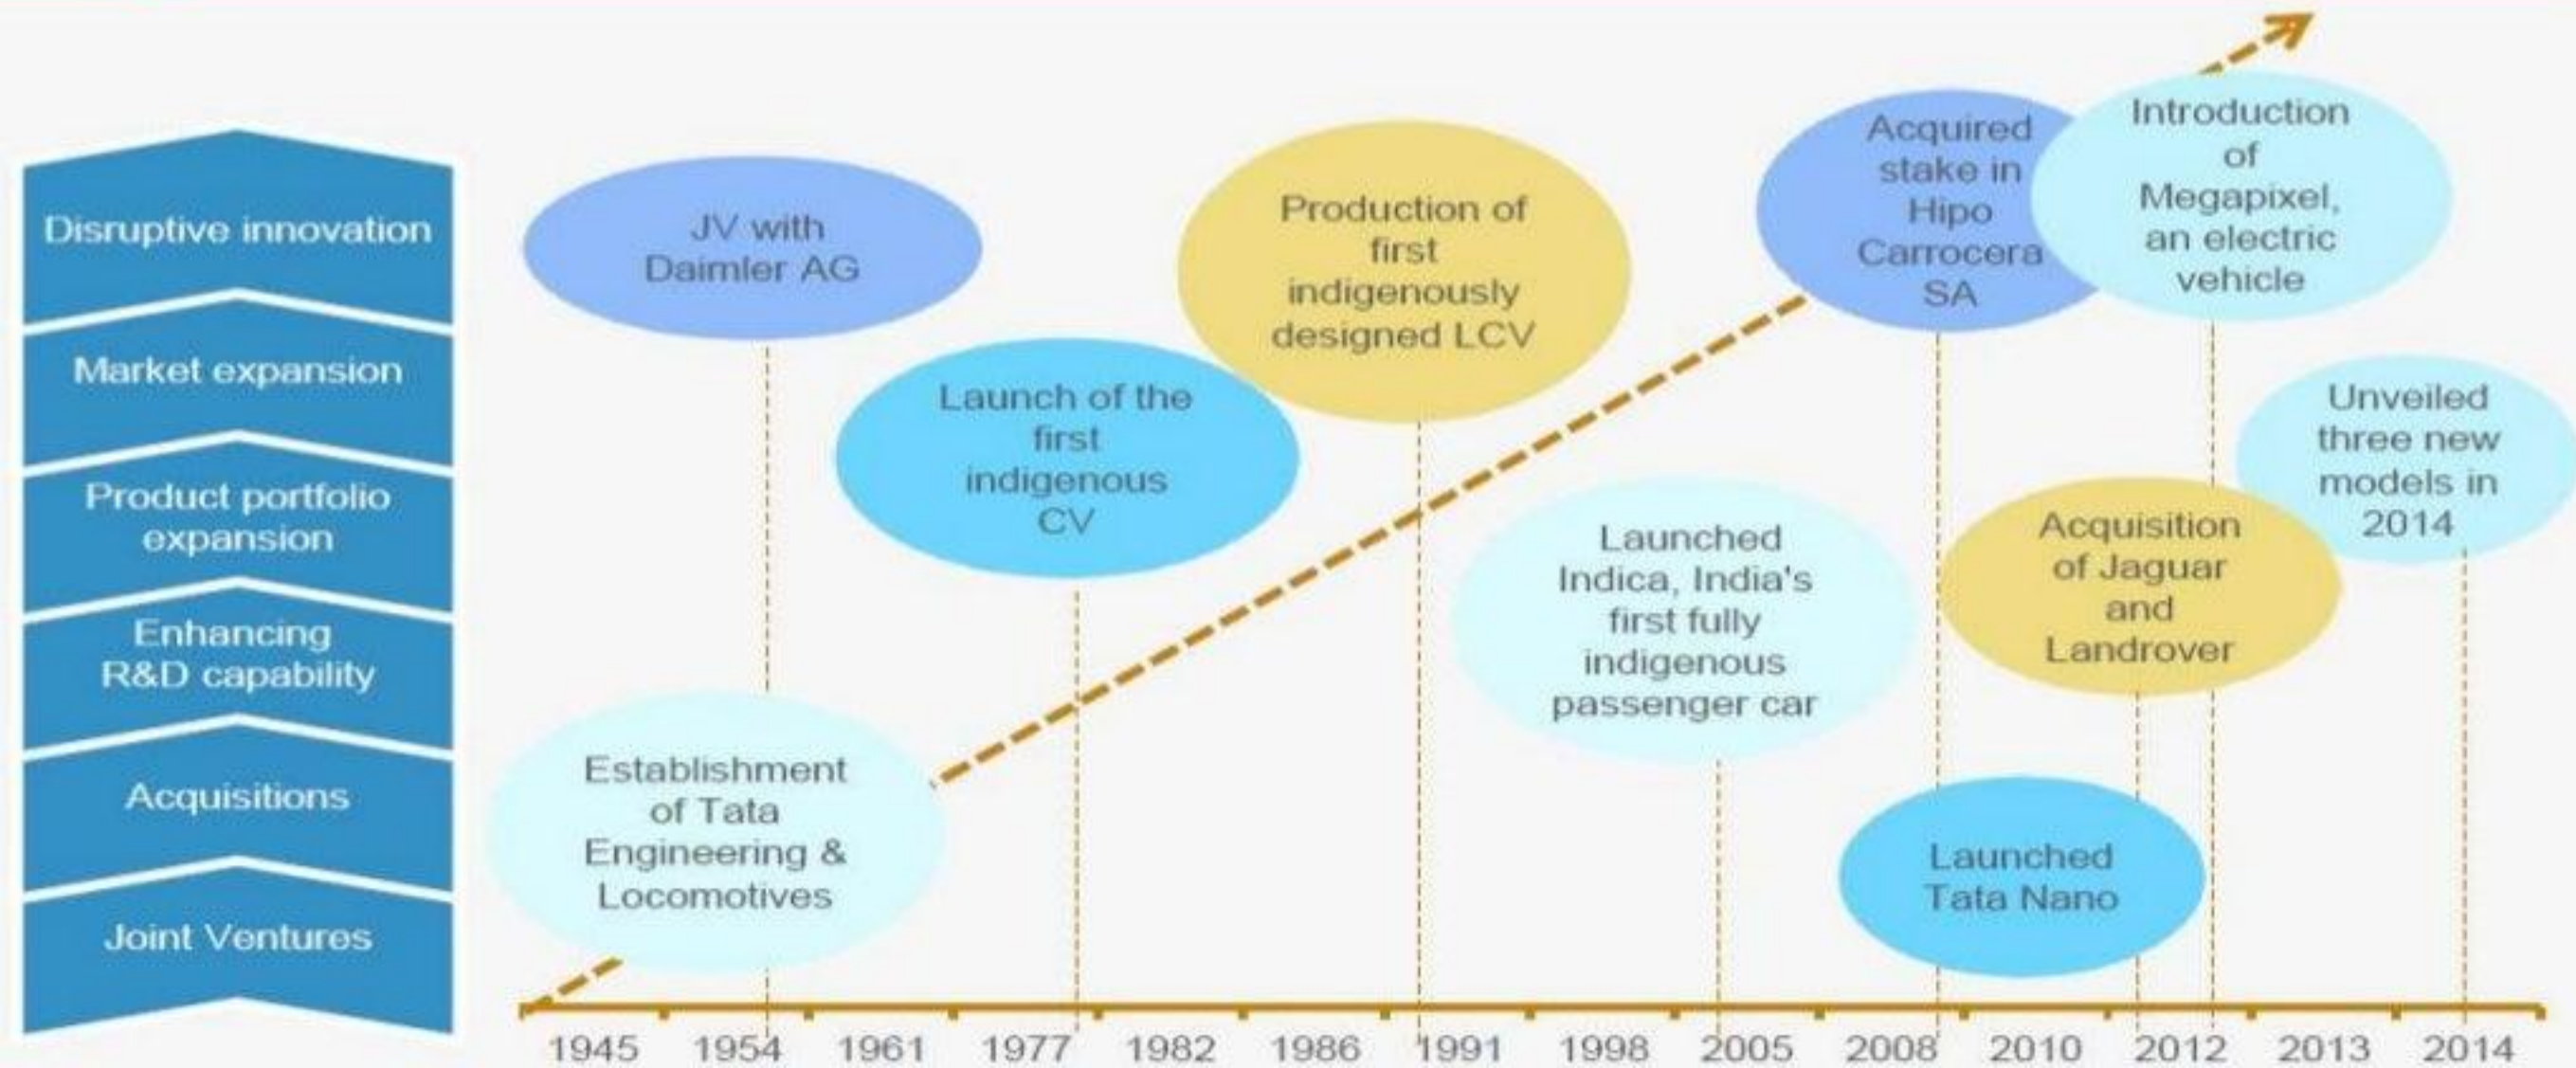 Disruptive innovation
Market expansion
Product portfolio
expansion
Enhancing
R&D capability
Acquisitions
Joint Ventures
JV with
Daimler AG
Establishment
of Tata
Engineering &
Locomotives
Launch of the
first
indigenous
CV
Production of
first
indigenously
designed LCV
Launched
Indica, India's
first fully
indigenous
passenger car
Acquired
stake in
Hipo
Carrocera
SA
Introduction
of
Megapixel,
an electric
vehicle
Unveiled
three new
models in
2014
Acquisition
of Jaguar
and
Landrover
Launched
Tata Nano
1945 1954 1961 1977 1982 1986 1991 1998 2005 2008 2010 2012 2013 2014